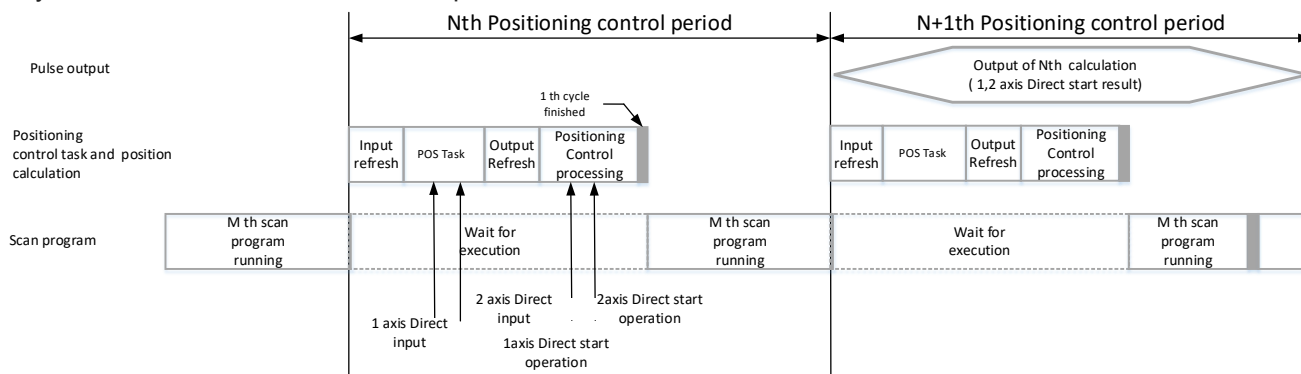 Nth Positioning control period
N+1th Positioning control period
Pulse output
Output of Nth calculation
( 1,2 axis Direct start result)
1 th cycle
finished
Positioning
control task and position
calculation
Input
refresh
POS Task
Output
Refresh
Positioning
Control
processing
Input
refresh
POS Task
Output
Refresh
Positioning
Control
processing
Scan program
M th scan
program
running
Wait for
execution
M th scan
program
running
Wait for
execution
M th scan
program
running
1 axis Direct
input
2 axis Direct
input
2axis Direct start
operation
1axis Direct start
operation